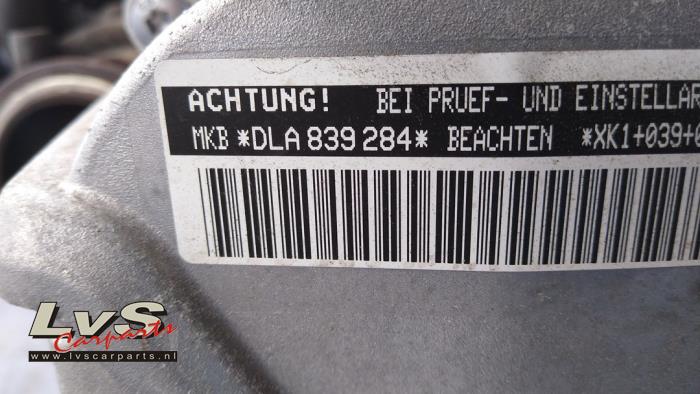 ACHTUNG! BEI PRUEF- UND EINSTELLAR
MKB *DLA 839 284* BEACHTEN *XK1+039+0
LvS
Carparts
www.lvscarparts.nl